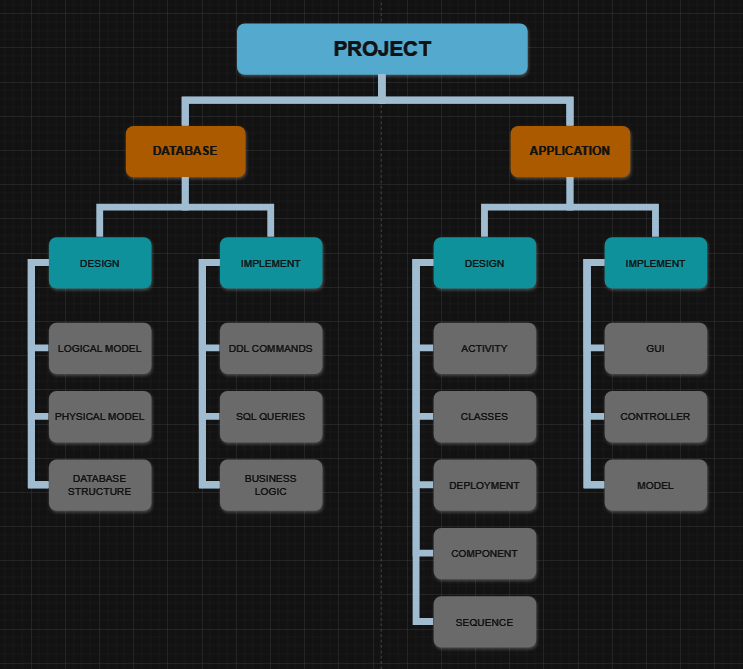 PROJECT
DATABASE
APPLICATION
DESIGN
IMPLEMENT
DESIGN
IMPLEMENT
LOGICAL MODEL
DDL COMMANDS
ACTIVITY
GUI
PHYSICAL MODEL
SQL QUERIES
CLASSES
CONTROLLER
DATABASE
STRUCTURE
BUSINESS
LOGIC
DEPLOYMENT
MODEL
COMPONENT
SEQUENCE